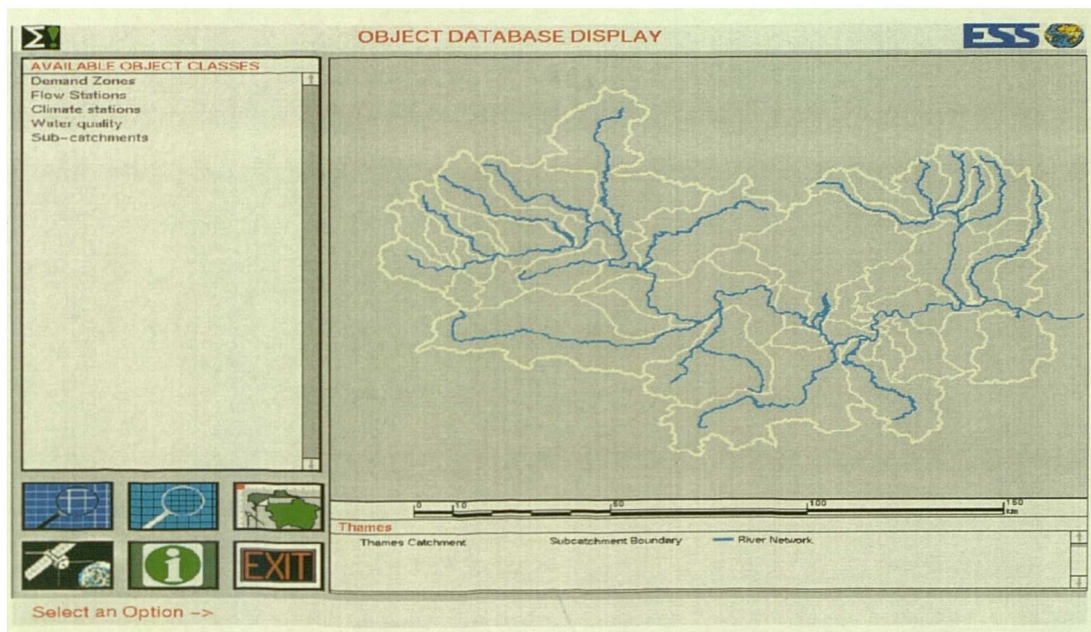 Σ!
OBJECT DATABASE DISPLAY
ESS
AVAILABLE OBJECT CLASSES
Demand Zones
Flow Stations
Climate stations
Water quality
Sub-catchments
0 10 50 100 150
Km
Thames
Thames Catchment Subcatchment Boundary River Network
i
EXIT
Select an Option ->